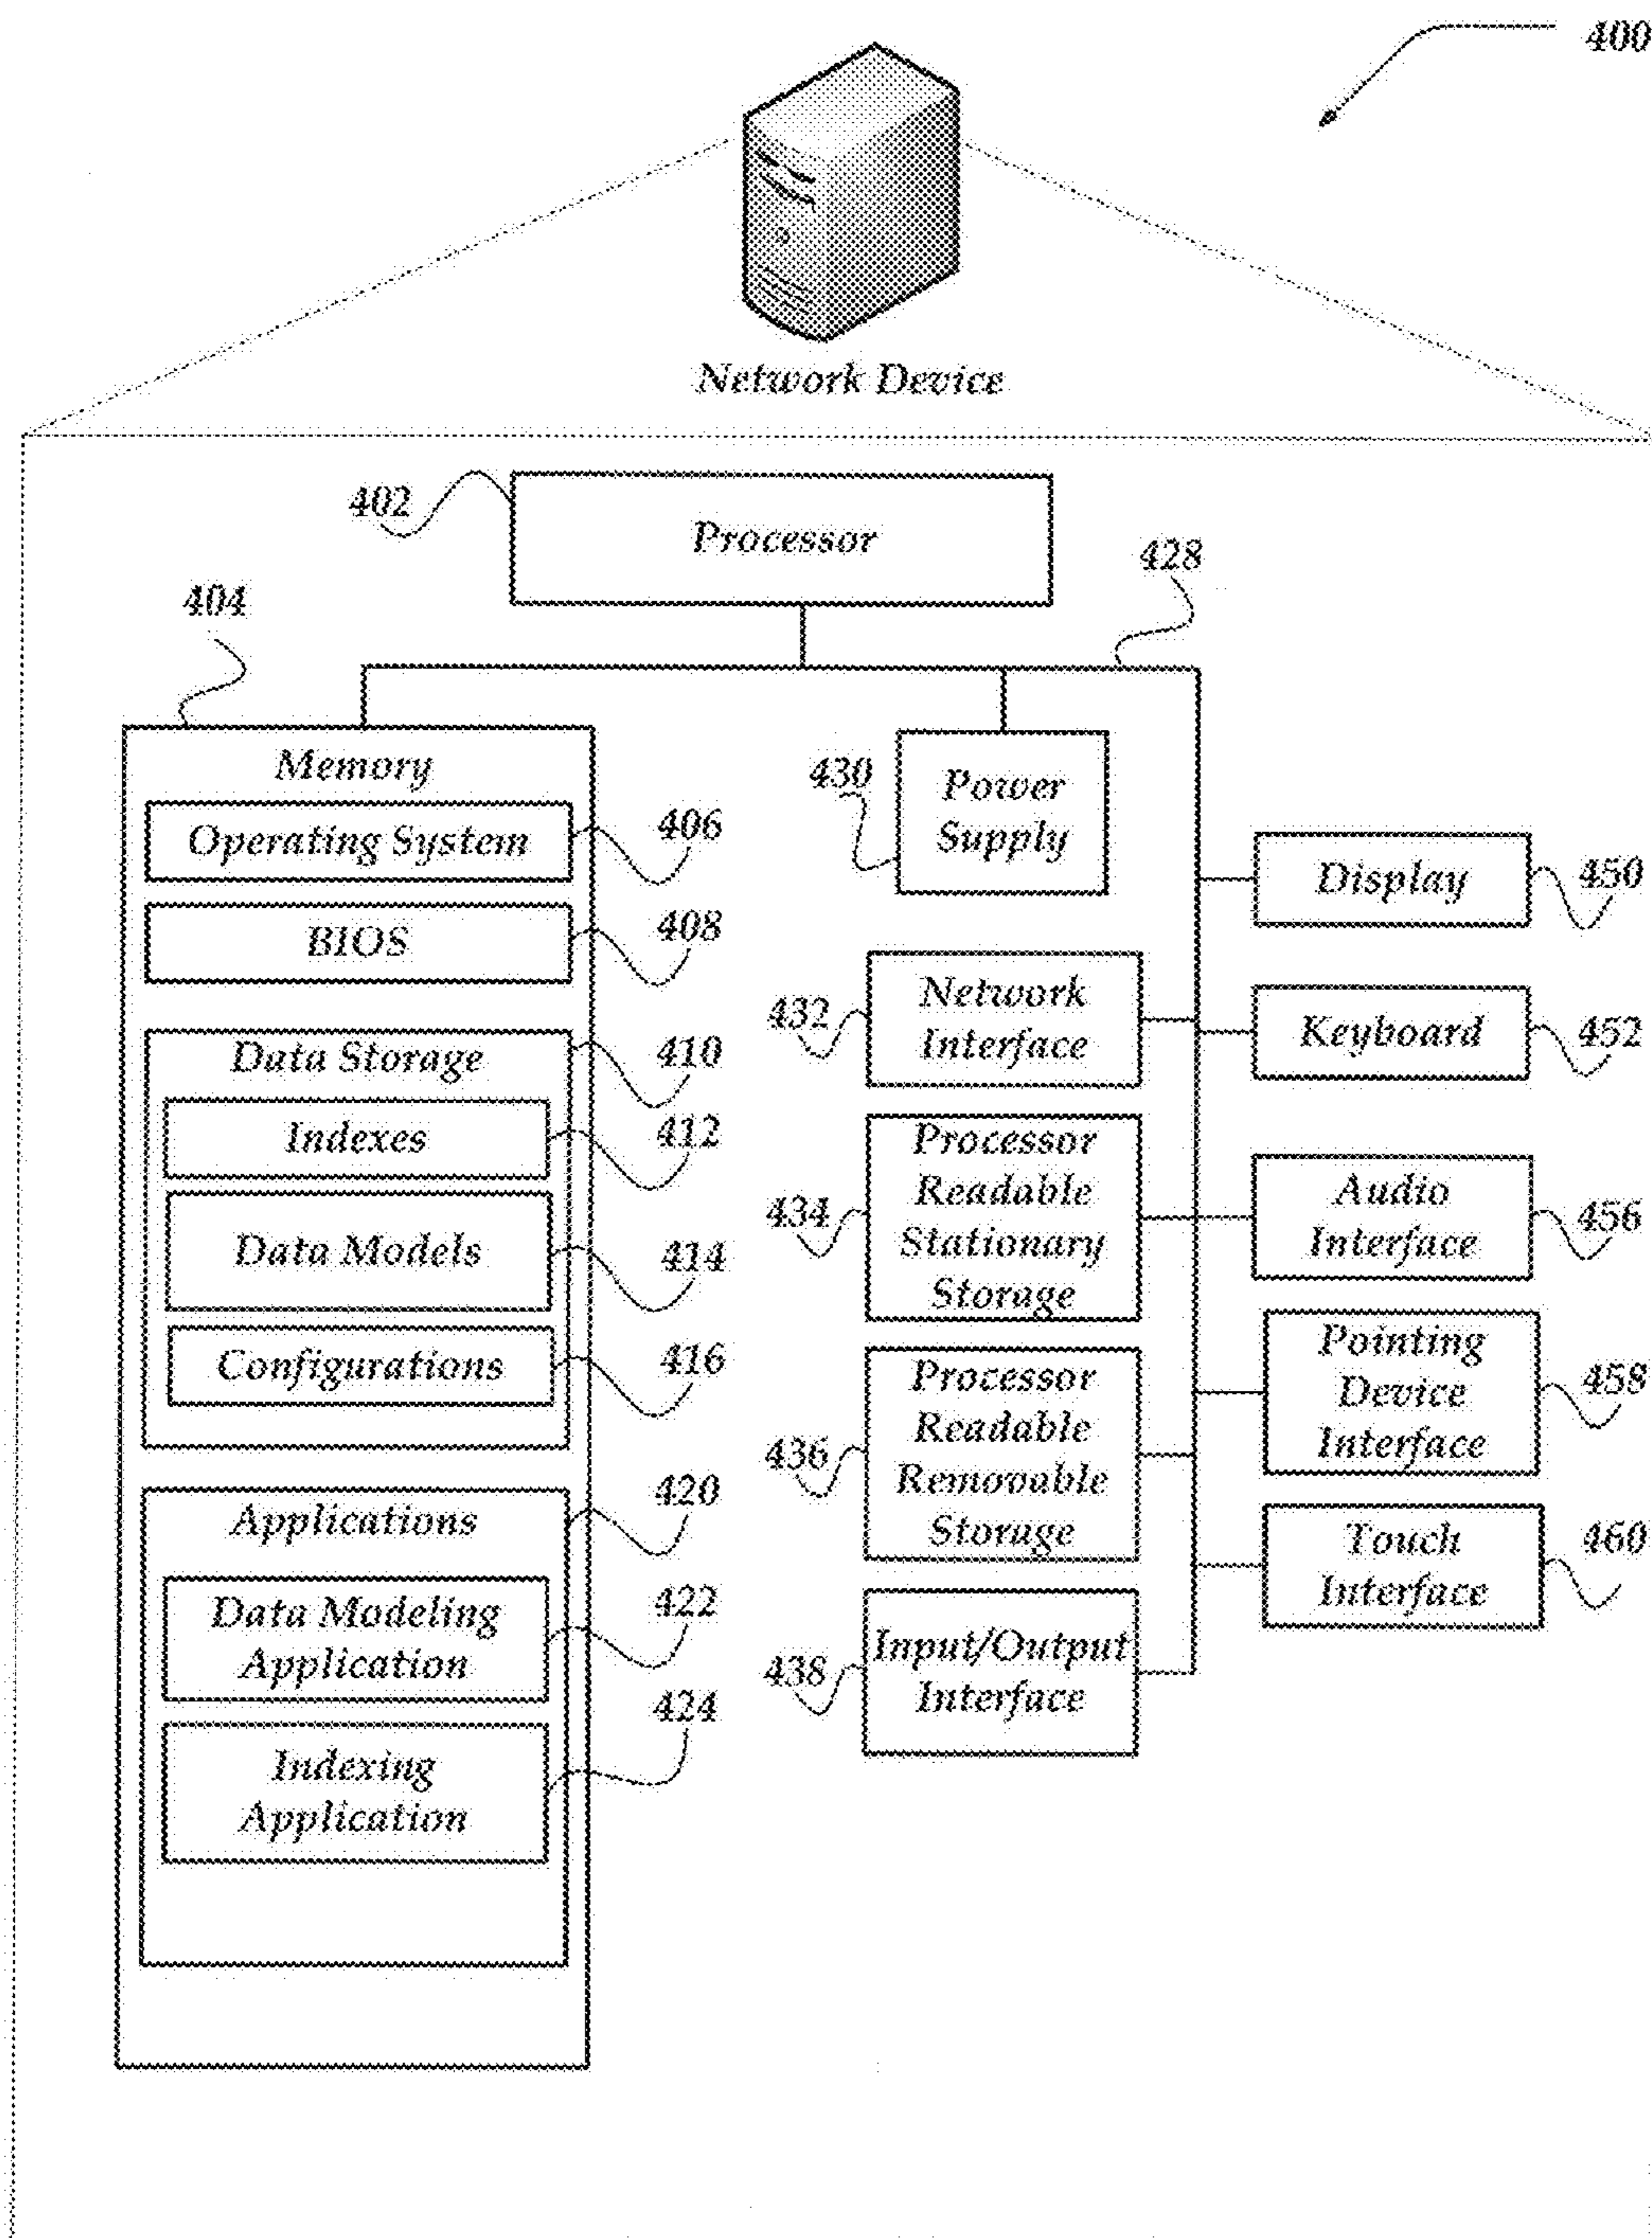 400
Network Device
402
Processor
428
404
Memory
Operating System
406
BIOS
408
Data Storage
410
Indexes
412
Data Models
414
Configurations
416
Applications
420
Data Modeling
Application
422
Indexing
Application
424
430
Power
Supply
432
Network
Interface
434
Processor
Readable
Stationary
Storage
436
Processor
Readable
Removable
Storage
438
Input/Output
Interface
Display
450
Keyboard
452
Audio
Interface
456
Pointing
Device
Interface
458
Touch
Interface
460